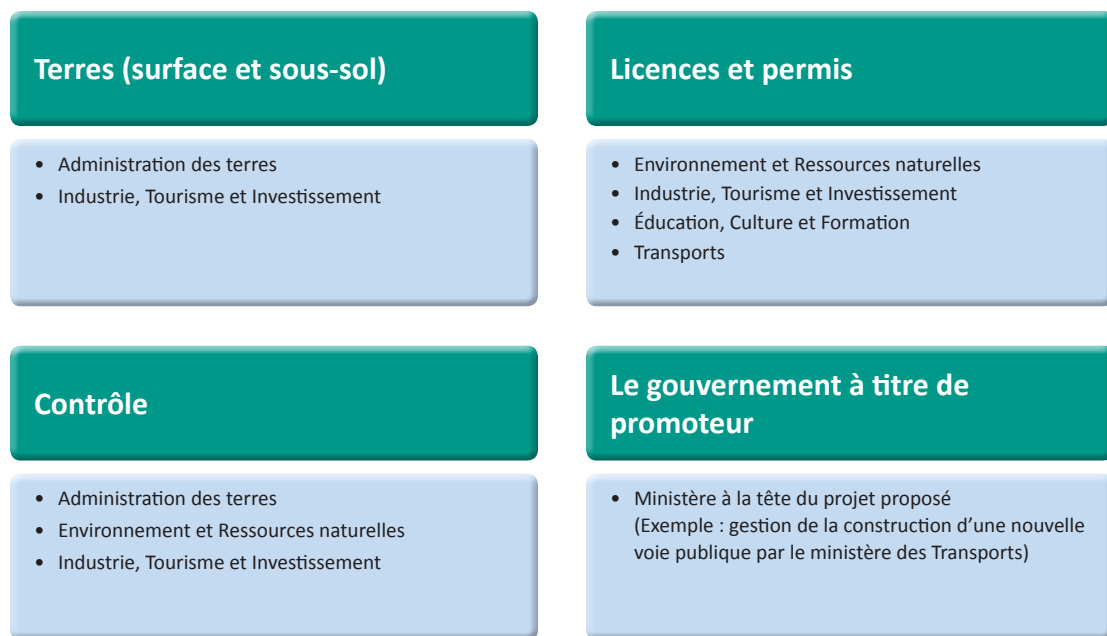 Terres (surface et sous-sol)
• Administration des terres
• Industrie, Tourisme et Investissement
Licences et permis
• Environnement et Ressources naturelles
• Industrie, Tourisme et Investissement
• Éducation, Culture et Formation
• Transports
Contrôle
• Administration des terres
• Environnement et Ressources naturelles
• Industrie, Tourisme et Investissement
Le gouvernement à titre de
promoteur
• Ministère à la tête du projet proposé
(Exemple : gestion de la construction d’une nouvelle
voie publique par le ministère des Transports)